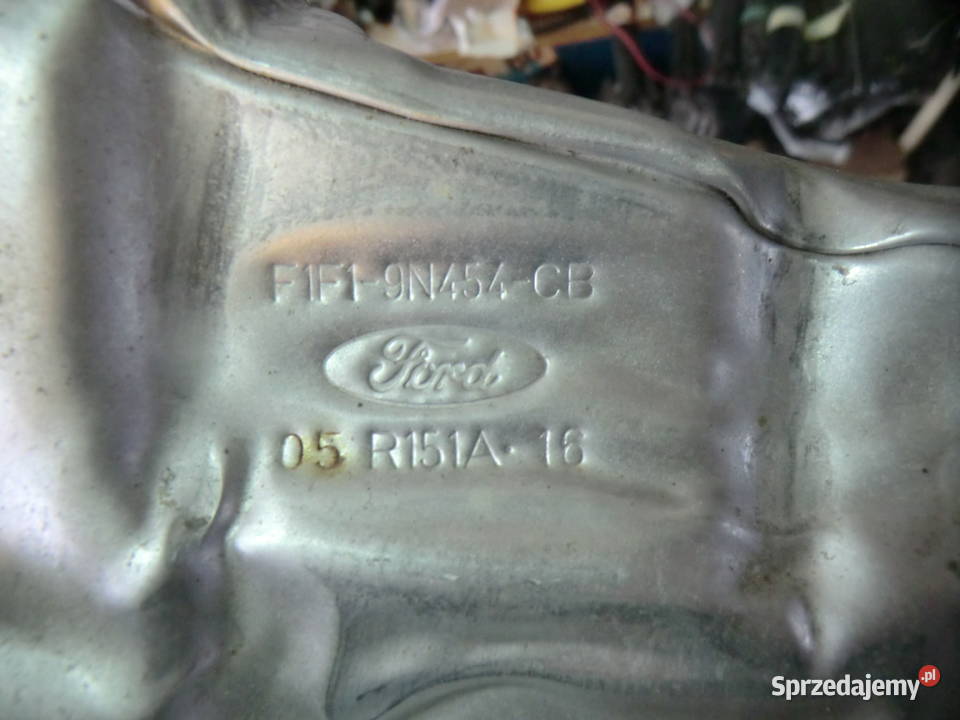 F1F1-9N454-CB
Ford
05 R151A·16
Sprzedajemy.pl